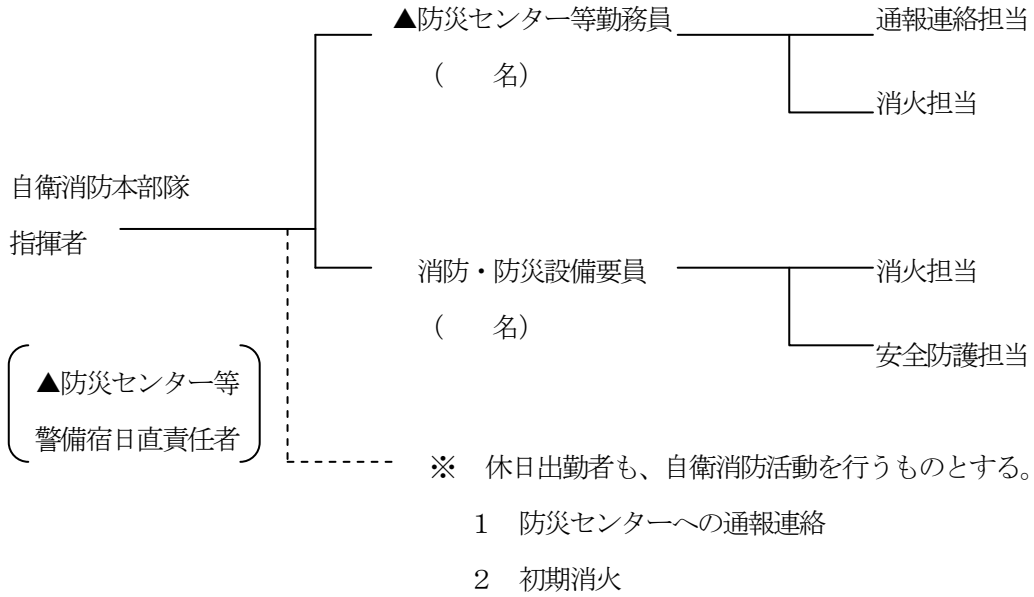 ▲防災センター等勤務員
(　　名)
通報連絡担当
消火担当
自衛消防本部隊
指揮者
消防・防災設備要員
(　　名)
消火担当
安全防護担当
▲防災センター等
警備宿日直責任者
※　休日出勤者も、自衛消防活動を行うものとする。
１　防災センターへの通報連絡
２　初期消火